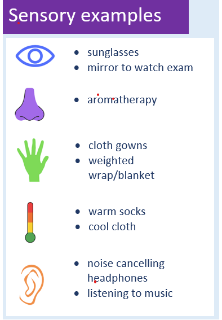 Sensory examples
• sunglasses
• mirror to watch exam
• aromatherapy
• cloth gowns
• weighted
wrap/blanket
• warm socks
• cool cloth
• noise cancelling
headphones
• listening to music